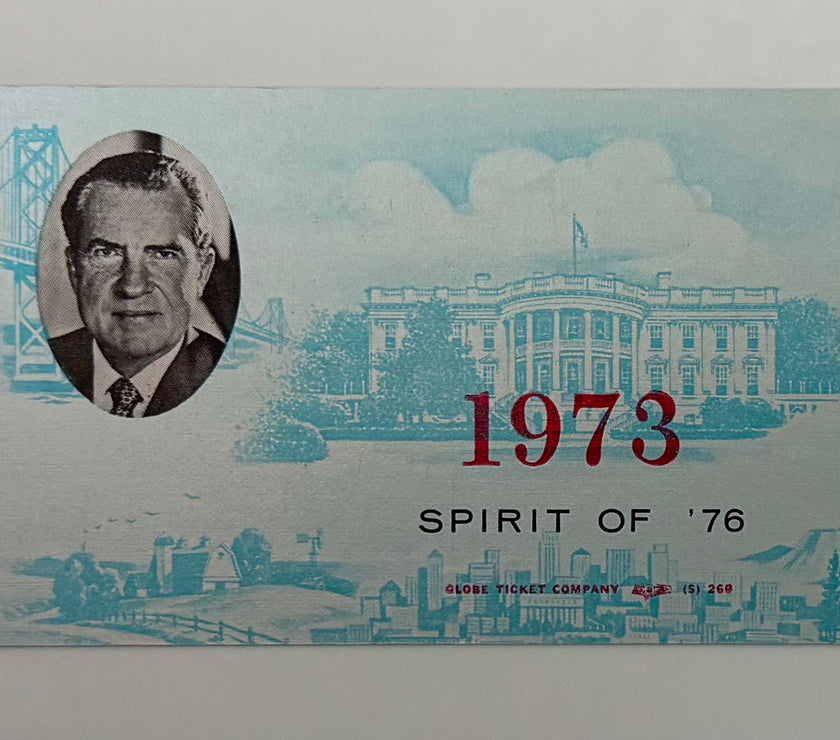 1973
SPIRIT OF '76
GLOBE TICKET COMPANY (5) 260